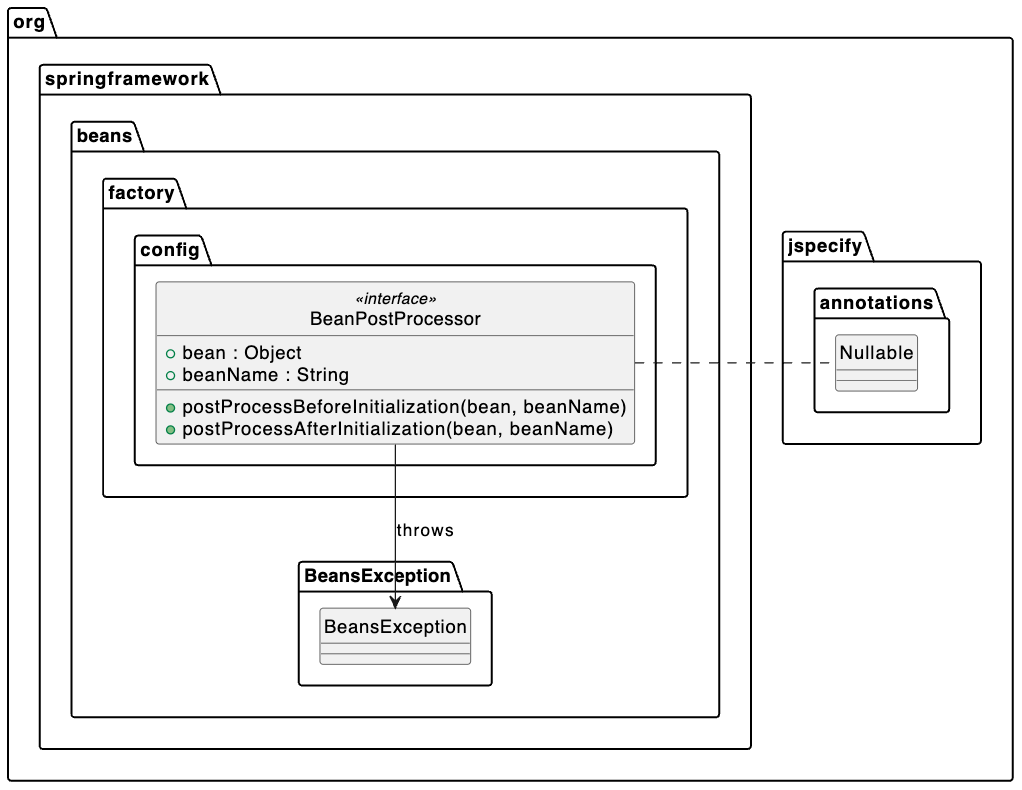 org
springframework
beans
factory
config
«interface»
BeanPostProcessor
bean : Object
beanName : String
postProcessBeforeInitialization(bean, beanName)
postProcessAfterInitialization(bean, beanName)
jspecify
annotations
Nullable
throws
BeansException
BeansException